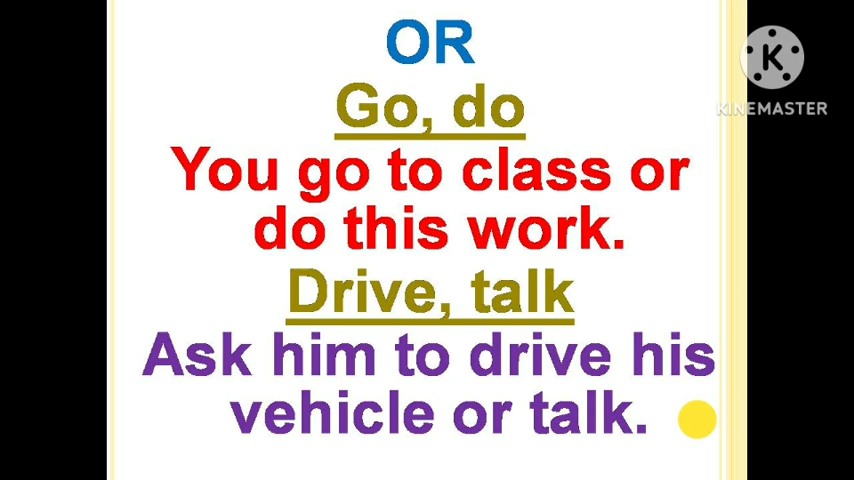 OR
Go, do
You go to class or
do this work.
Drive, talk
Ask him to drive his
vehicle or talk.
K
KINEMASTER